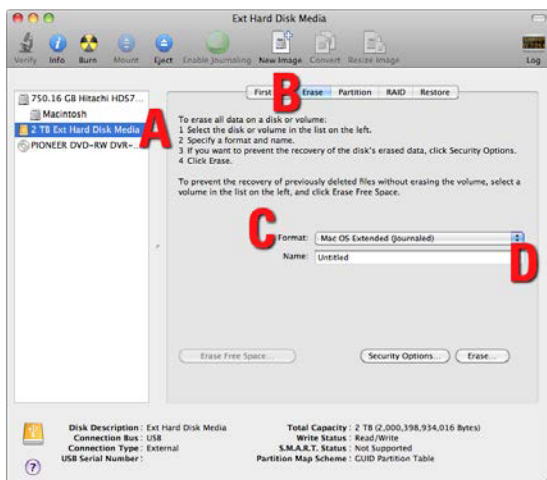 Ext Hard Disk Media
Verify Info Burn Mount Eject Enable Journaling New Image Convert Resize Image Log
First B Erase Partition RAID Restore
750.16 GB Hitachi HDS7...
Macintosh
2 TB Ext Hard Disk Media
A
PIONEER DVD-RW DVR-...
To erase all data on a disk or volume:
1 Select the disk or volume in the list on the left.
2 Specify a format and name.
3 If you want to prevent the recovery of the disk's erased data, click Security Options.
4 Click Erase.
To prevent the recovery of previously deleted files without erasing the volume, select a
volume in the list on the left, and click Erase Free Space.
C
Format: Mac OS Extended (Journaled)
Name: Untitled
D
Erase Free Space... Security Options... Erase...
Disk Description : Ext Hard Disk Media Total Capacity : 2 TB (2,000,398,934,016 Bytes)
Connection Bus : USB Write Status : Read/Write
Connection Type : External S.M.A.R.T. Status : Not Supported
USB Serial Number : Partition Map Scheme : GUID Partition Table
?